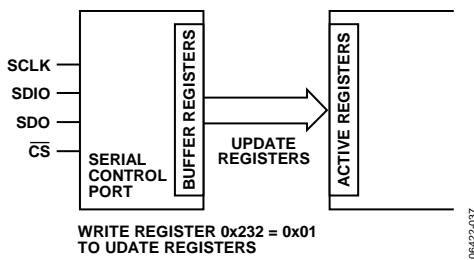 SCLK
SDIO
SDO
CS
SERIAL
CONTROL
PORT
BUFFER REGISTERS
UPDATE
REGISTERS
ACTIVE REGISTERS
WRITE REGISTER 0x232 = 0x01
TO UDATE REGISTERS
06422-037